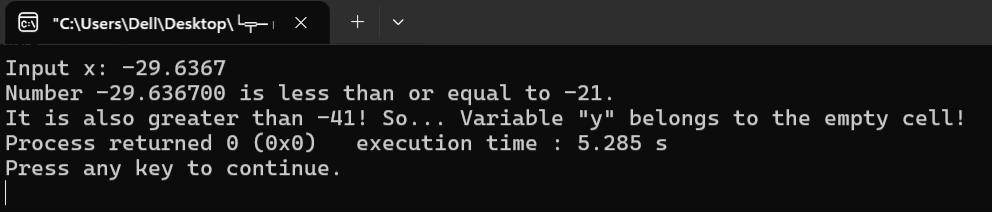 "C:\Users\Dell\Desktop\
Input x: -29.6367
Number -29.636700 is less than or equal to -21.
It is also greater than -41! So... Variable "y" belongs to the empty cell!
Process returned 0 (0x0)   execution time : 5.285 s
Press any key to continue.